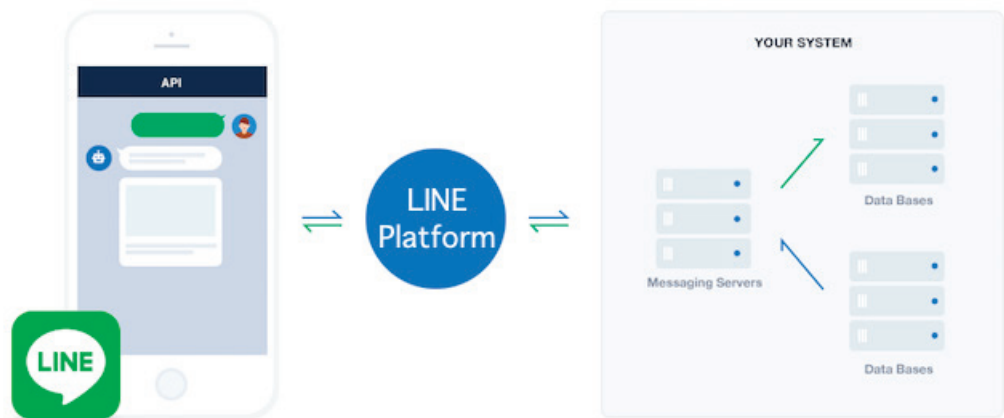 API
LINE
LINE
Platform
YOUR SYSTEM
Messaging Servers
Data Bases
Data Bases